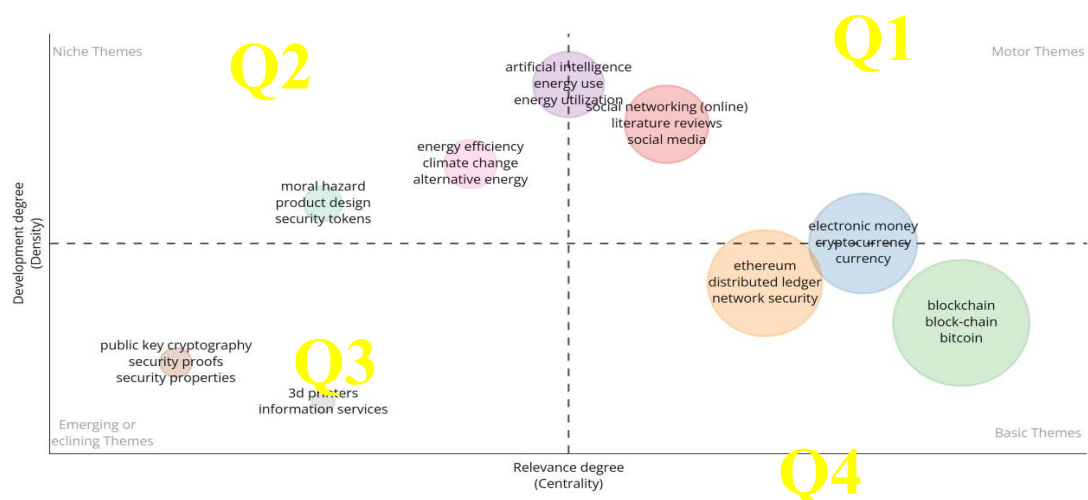 Niche Themes
Q2
Q1
Motor Themes
artificial intelligence
energy use
energy utilization
social networking (online)
literature reviews
social media
energy efficiency
climate change
alternative energy
moral hazard
product design
security tokens
electronic money
cryptocurrency
currency
ethereum
distributed ledger
network security
blockchain
block-chain
bitcoin
Development degree
(Density)
public key cryptography
security proofs
security properties
Q3
3d printers
information services
Emerging or
eclining Themes
Basic Themes
Relevance degree
(Centrality)
Q4